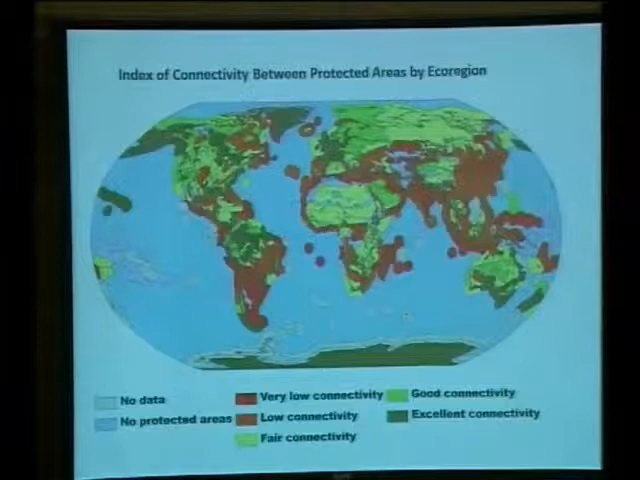 Index of Connectivity Between Protected Areas by Ecoregion
No data
No protected areas
Very low connectivity
Low connectivity
Fair connectivity
Good connectivity
Excellent connectivity